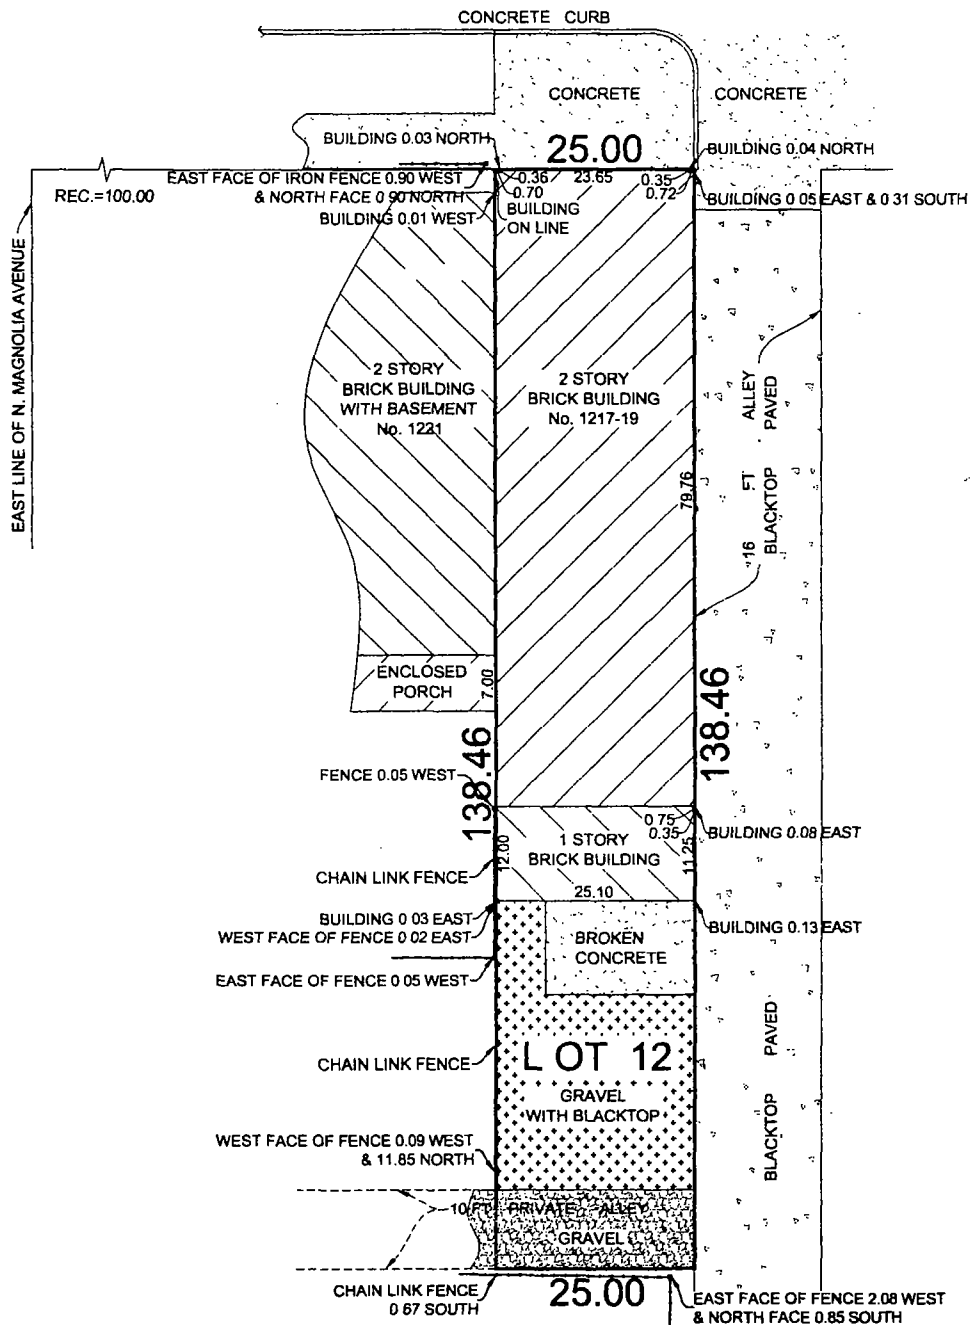 CONCRETE CURB
CONCRETE
CONCRETE
BUILDING 0.03 NORTH
25.00
BUILDING 0.04 NORTH
EAST FACE OF IRON FENCE 0.90 WEST
& NORTH FACE 0 90 NORTH
0.36
23.65
0.35
0.70
0.72
REC.=100.00
BUILDING 0.01 WEST
BUILDING
ON LINE
BUILDING 0 05 EAST & 0 31 SOUTH
EAST LINE OF N. MAGNOLIA AVENUE
2 STORY
BRICK BUILDING
WITH BASEMENT
No. 1221
2 STORY
BRICK BUILDING
No. 1217-19
79.76
16 FT ALLEY
BLACKTOP PAVED
ENCLOSED
PORCH
7.00
138.46
138.46
FENCE 0.05 WEST
0.75
0.35
BUILDING 0.08 EAST
1 STORY
BRICK BUILDING
12.00
11.25
25.10
CHAIN LINK FENCE
BUILDING 0 03 EAST
WEST FACE OF FENCE 0 02 EAST
BUILDING 0.13 EAST
BROKEN
CONCRETE
EAST FACE OF FENCE 0 05 WEST
CHAIN LINK FENCE
LOT 12
GRAVEL
WITH BLACKTOP
BLACKTOP PAVED
WEST FACE OF FENCE 0.09 WEST
& 11.85 NORTH
10 FT PRIVATE ALLEY
GRAVEL
CHAIN LINK FENCE
0 67 SOUTH
25.00
EAST FACE OF FENCE 2.08 WEST
& NORTH FACE 0.85 SOUTH